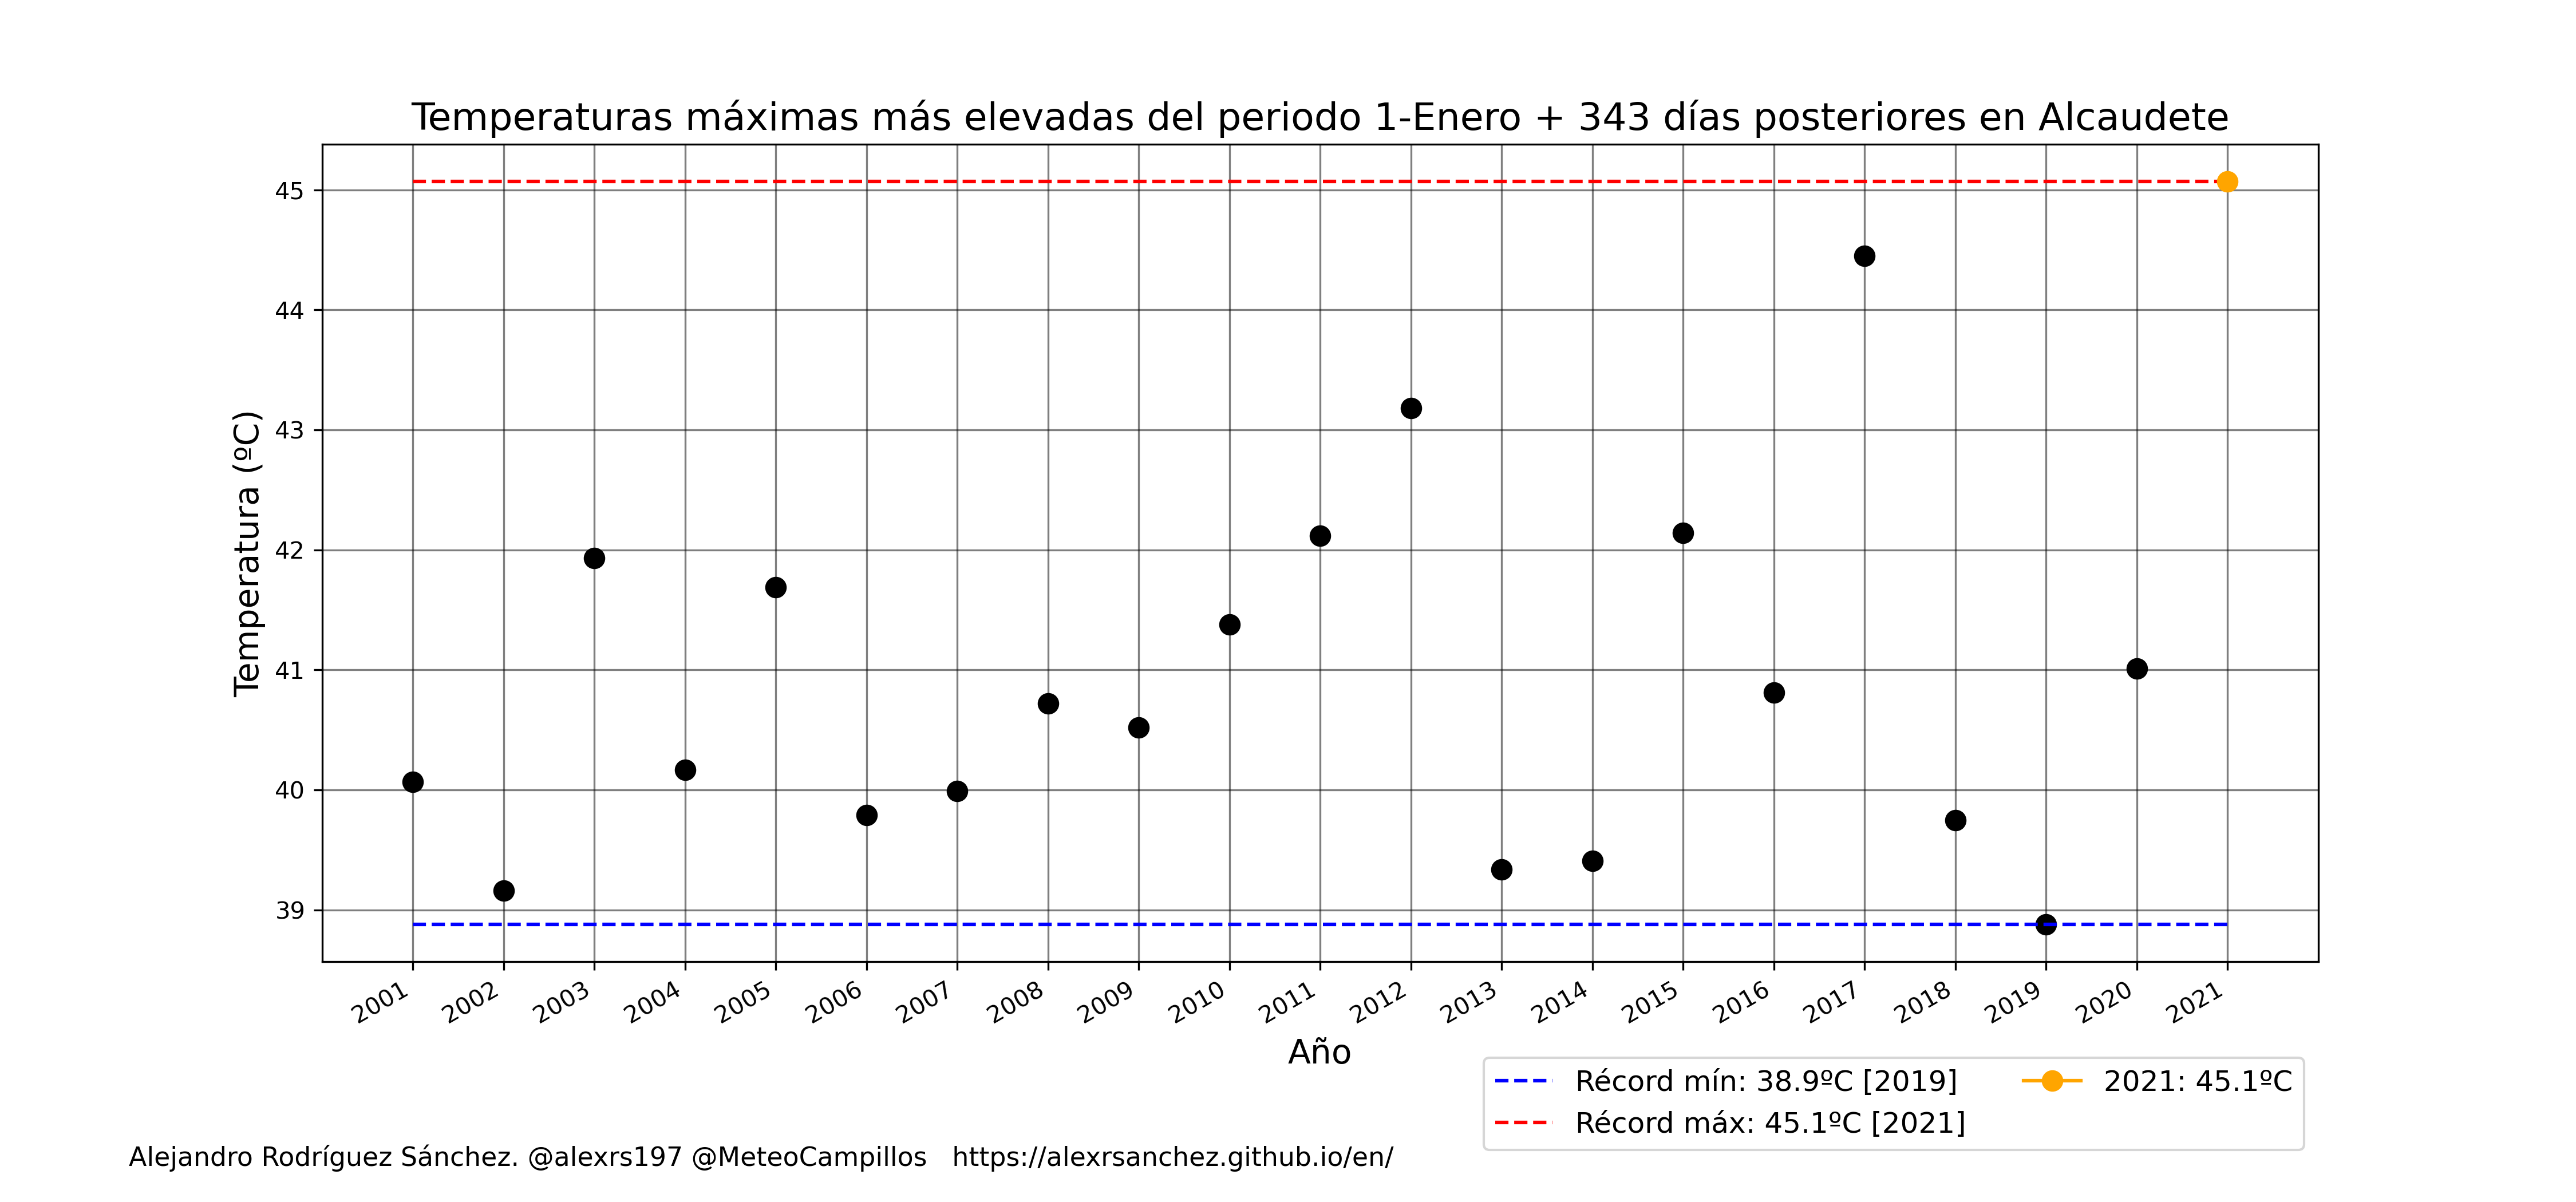 Temperaturas máximas más elevadas del periodo 1-Enero + 343 días posteriores en Alcaudete
Temperatura (ºC)
45
44
43
42
41
40
39
2001 2002 2003 2004 2005 2006 2007 2008 2009 2010 2011 2012 2013 2014 2015 2016 2017 2018 2019 2020 2021
Año
Récord mín: 38.9ºC [2019]
Récord máx: 45.1ºC [2021]
2021: 45.1ºC
Alejandro Rodríguez Sánchez. @alexrs197 @MeteoCampillos https://alexrsanchez.github.io/en/